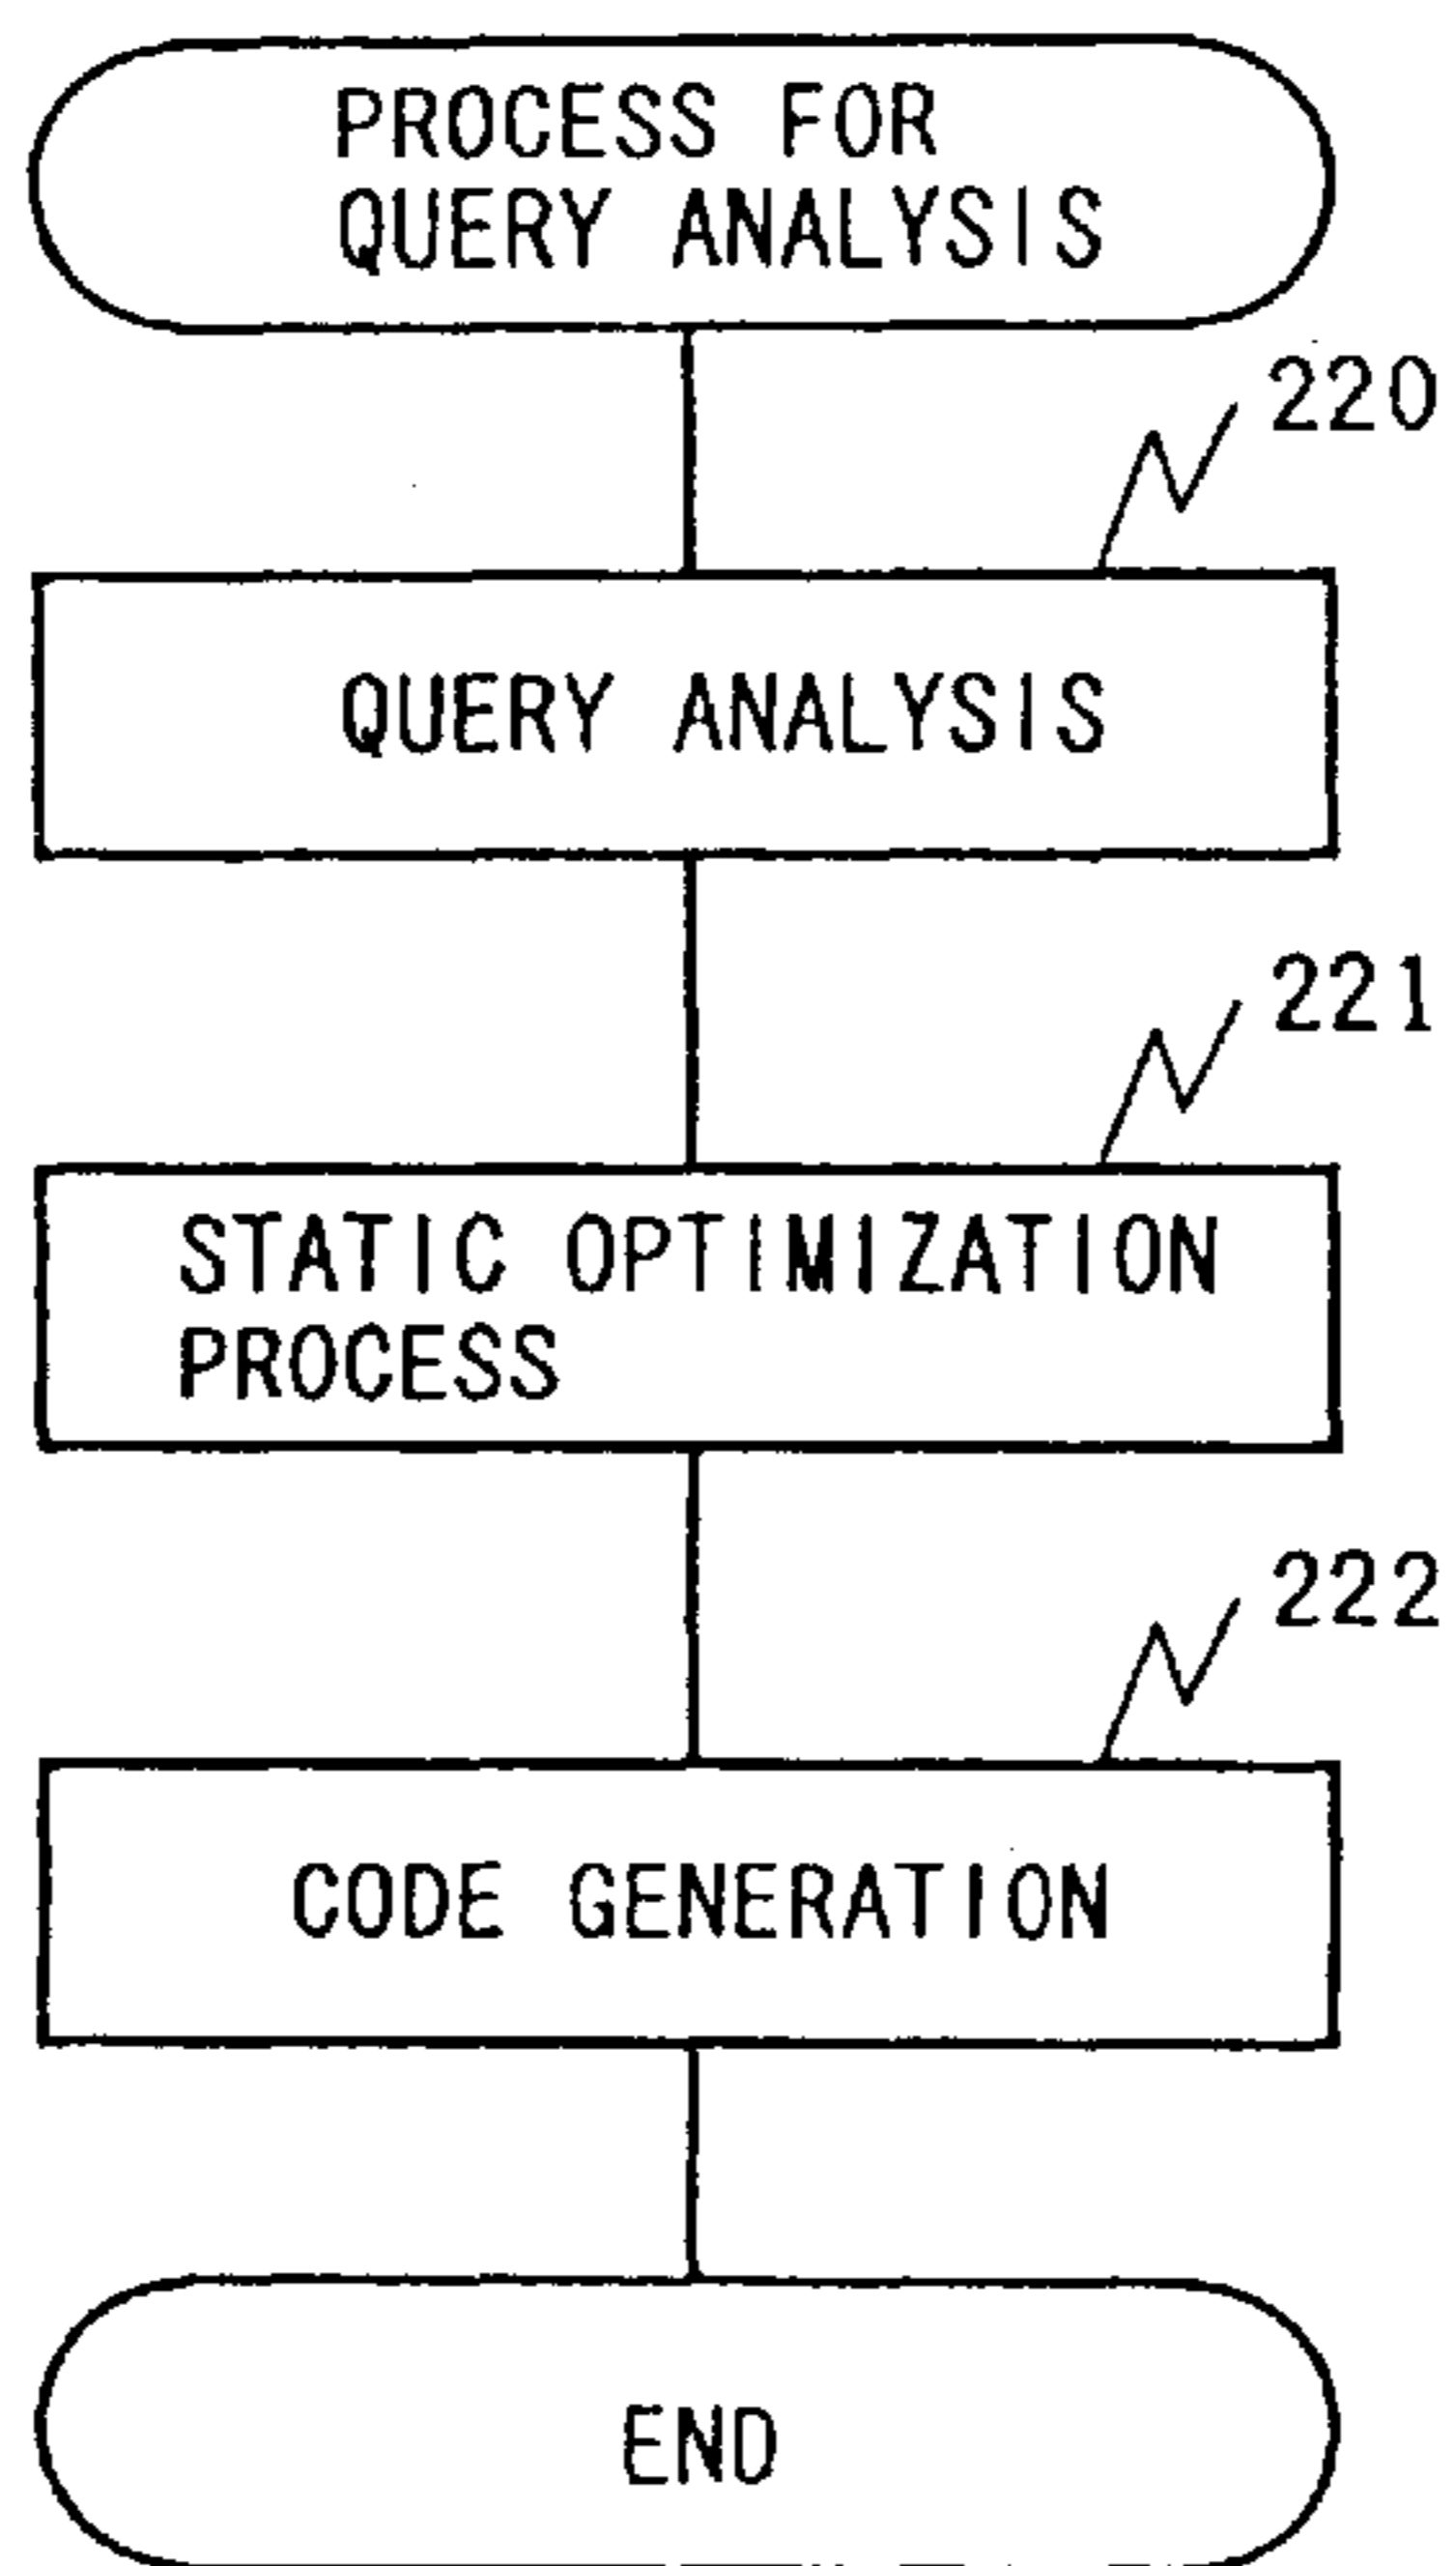 PROCESS FOR
QUERY ANALYSIS
220
QUERY ANALYSIS
221
STATIC OPTIMIZATION
PROCESS
222
CODE GENERATION
END